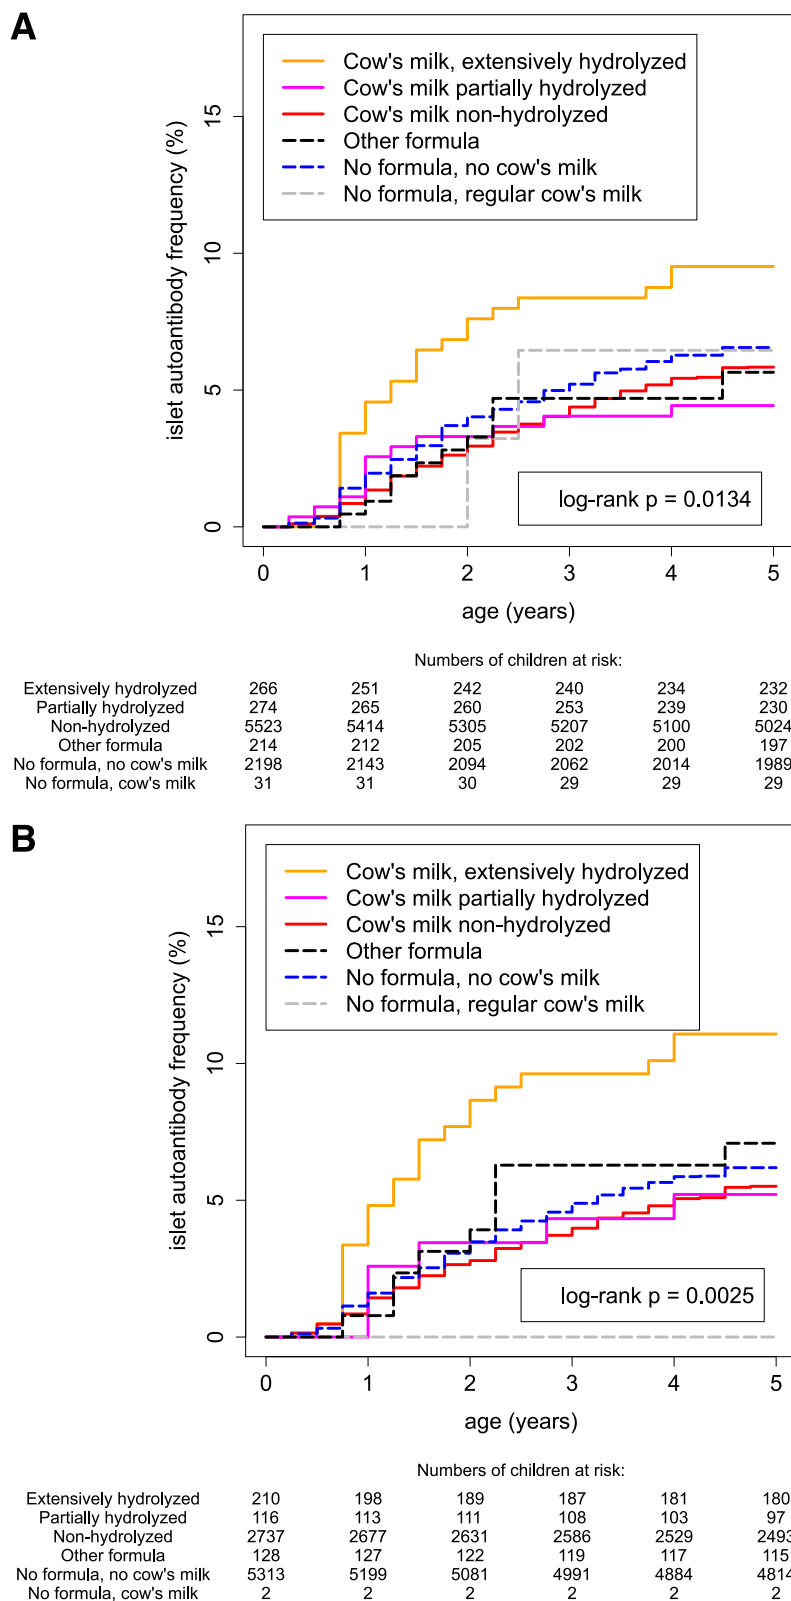 A
Cow's milk, extensively hydrolyzed
Cow's milk partially hydrolyzed
Cow's milk non-hydrolyzed
Other formula
No formula, no cow's milk
No formula, regular cow's milk
islet autoantibody frequency (%)
15
10
5
0
log-rank p = 0.0134
0 1 2 3 4 5
age (years)
Numbers of children at risk:
Extensively hydrolyzed 266 251 242 240 234 232
Partially hydrolyzed 274 265 260 253 239 230
Non-hydrolyzed 5523 5414 5305 5207 5100 5024
Other formula 214 212 205 202 200 197
No formula, no cow's milk 2198 2143 2094 2062 2014 1989
No formula, cow's milk 31 31 30 29 29 29
B
Cow's milk, extensively hydrolyzed
Cow's milk partially hydrolyzed
Cow's milk non-hydrolyzed
Other formula
No formula, no cow's milk
No formula, regular cow's milk
islet autoantibody frequency (%)
15
10
5
0
log-rank p = 0.0025
0 1 2 3 4 5
age (years)
Numbers of children at risk:
Extensively hydrolyzed 210 198 189 187 181 180
Partially hydrolyzed 116 113 111 108 103 97
Non-hydrolyzed 2737 2677 2631 2586 2529 2493
Other formula 128 127 122 119 117 115
No formula, no cow's milk 5313 5199 5081 4991 4884 4814
No formula, cow's milk 2 2 2 2 2 2